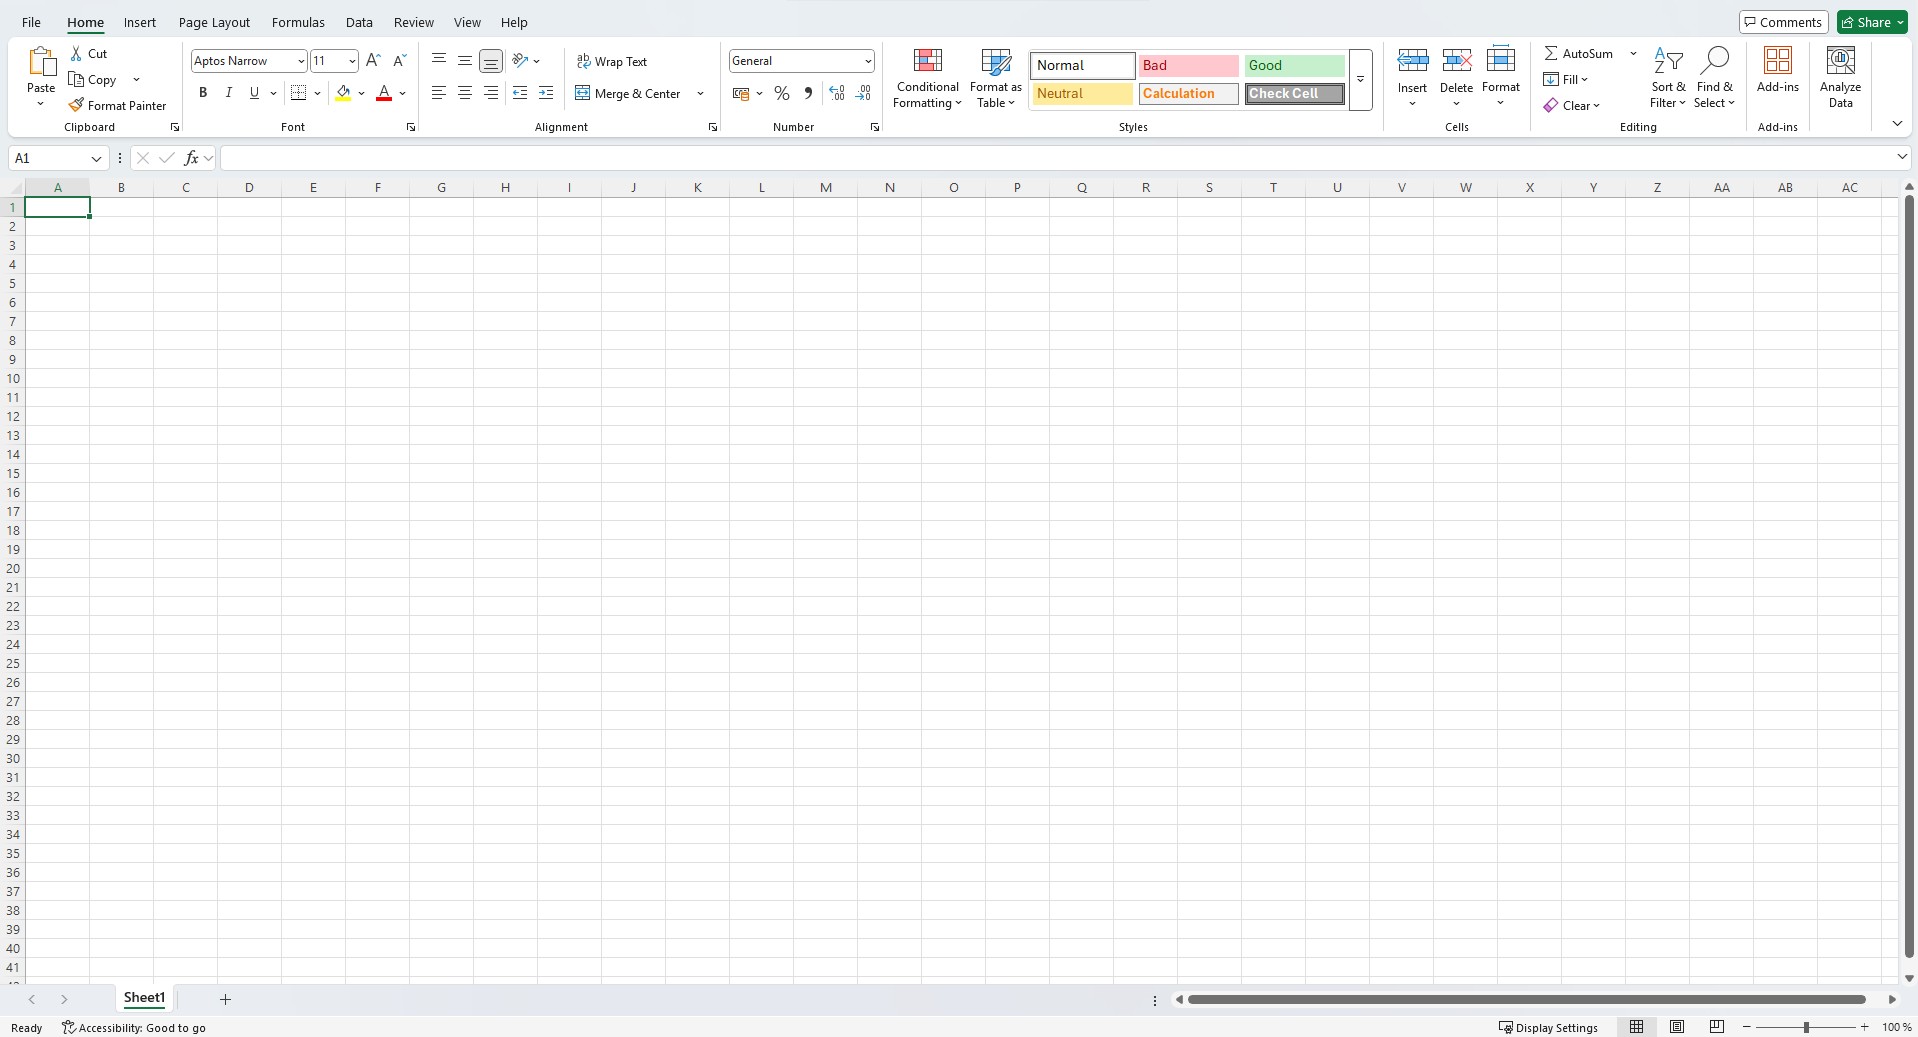 File Home Insert Page Layout Formulas Data Review View Help Comments Share
Paste Cut Copy Format Painter Clipboard
Aptos Narrow 11 B I U A Font
Wrap Text Merge & Center Alignment
General % Number
Conditional Formatting Format as Table Normal Bad Good Neutral Calculation Check Cell Styles
Insert Delete Format Cells
AutoSum Fill Clear Sort & Filter Find & Select Editing
Add-ins Add-ins
Analyze Data
A1 fx
A B C D E F G H I J K L M N O P Q R S T U V W X Y Z AA AB AC
1
2
3
4
5
6
7
8
9
10
11
12
13
14
15
16
17
18
19
20
21
22
23
24
25
26
27
28
29
30
31
32
33
34
35
36
37
38
39
40
41
Sheet1
Ready Accessibility: Good to go Display Settings 100 %